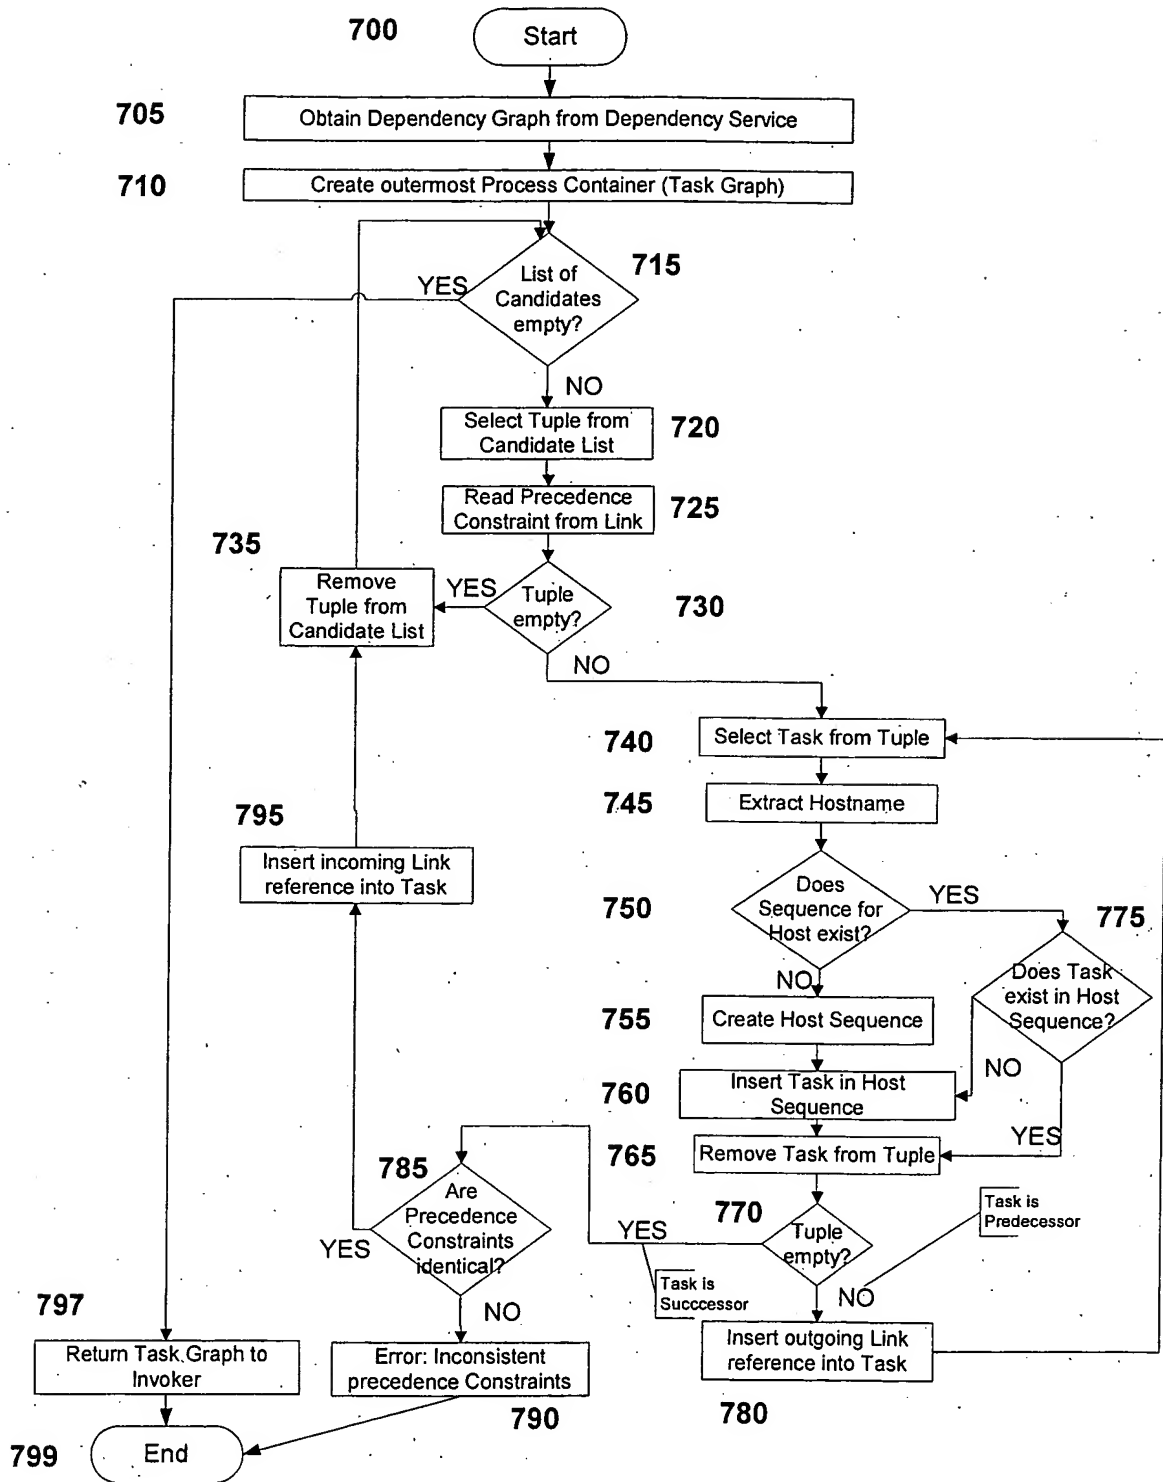 700
Start
705
Obtain Dependency Graph from Dependency Service
710
Create outermost Process Container (Task Graph)
715
List of
Candidates
empty?
YES
NO
Select Tuple from
Candidate List
720
Read Precedence
Constraint from Link
725
735
Remove
Tuple from
Candidate List
YES
Tuple
empty?
730
NO
740
Select Task from Tuple
745
Extract Hostname
795
Insert incoming Link
reference into Task
750
Does
Sequence for
Host exist?
YES
775
Does Task
exist in Host
Sequence?
NO
755
Create Host Sequence
NO
760
Insert Task in Host
Sequence
YES
765
Remove Task from Tuple
785
Are
Precedence
Constraints
identical?
YES
770
Tuple
empty?
YES
Task is
Predecessor
Task is
Succcessor
NO
NO
797
Return Task Graph to
Invoker
Error: Inconsistent
precedence Constraints
790
Insert outgoing Link
reference into Task
780
799
End